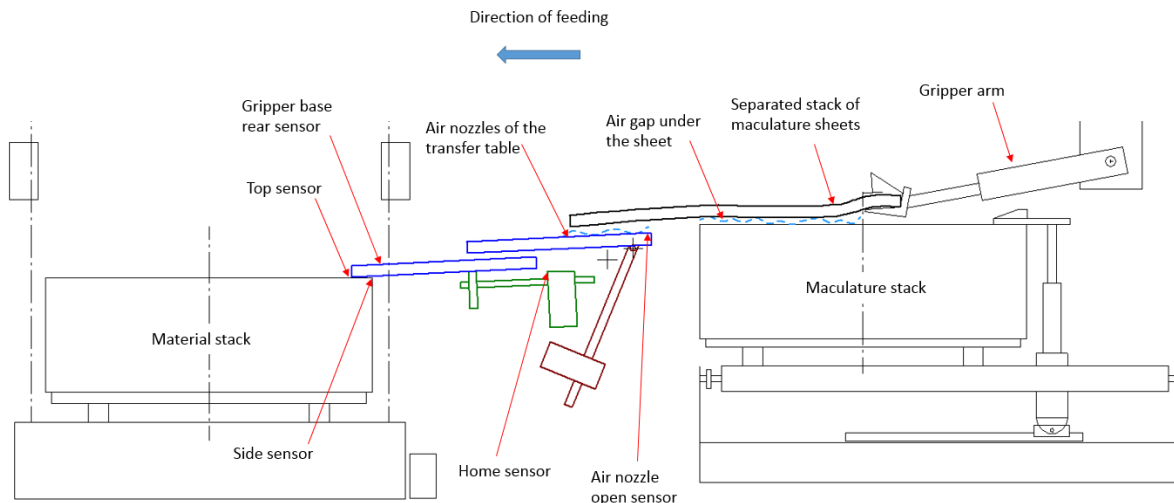 Direction of feeding
Gripper base
rear sensor
Air nozzles of the
transfer table
Air gap under
the sheet
Separated stack of
maculature sheets
Gripper arm
Top sensor
Material stack
Maculature stack
Side sensor
Home sensor
Air nozzle
open sensor